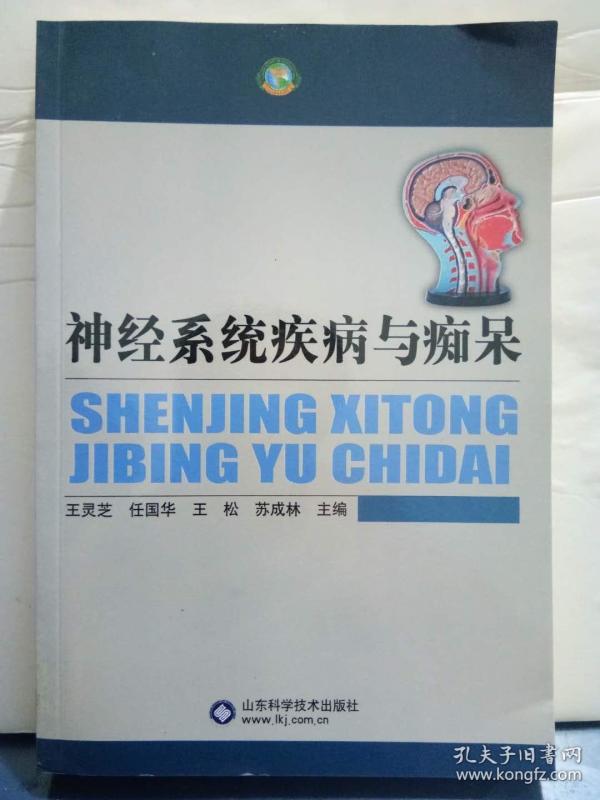 神经系统疾病与痴呆
SHENJING XITONG
JIBING YU CHIDAI
王灵芝 任国华 王 松 苏成林 主编
山东科学技术出版社
www.lkj.com.cn
孔夫子旧书网
www.kongfz.com